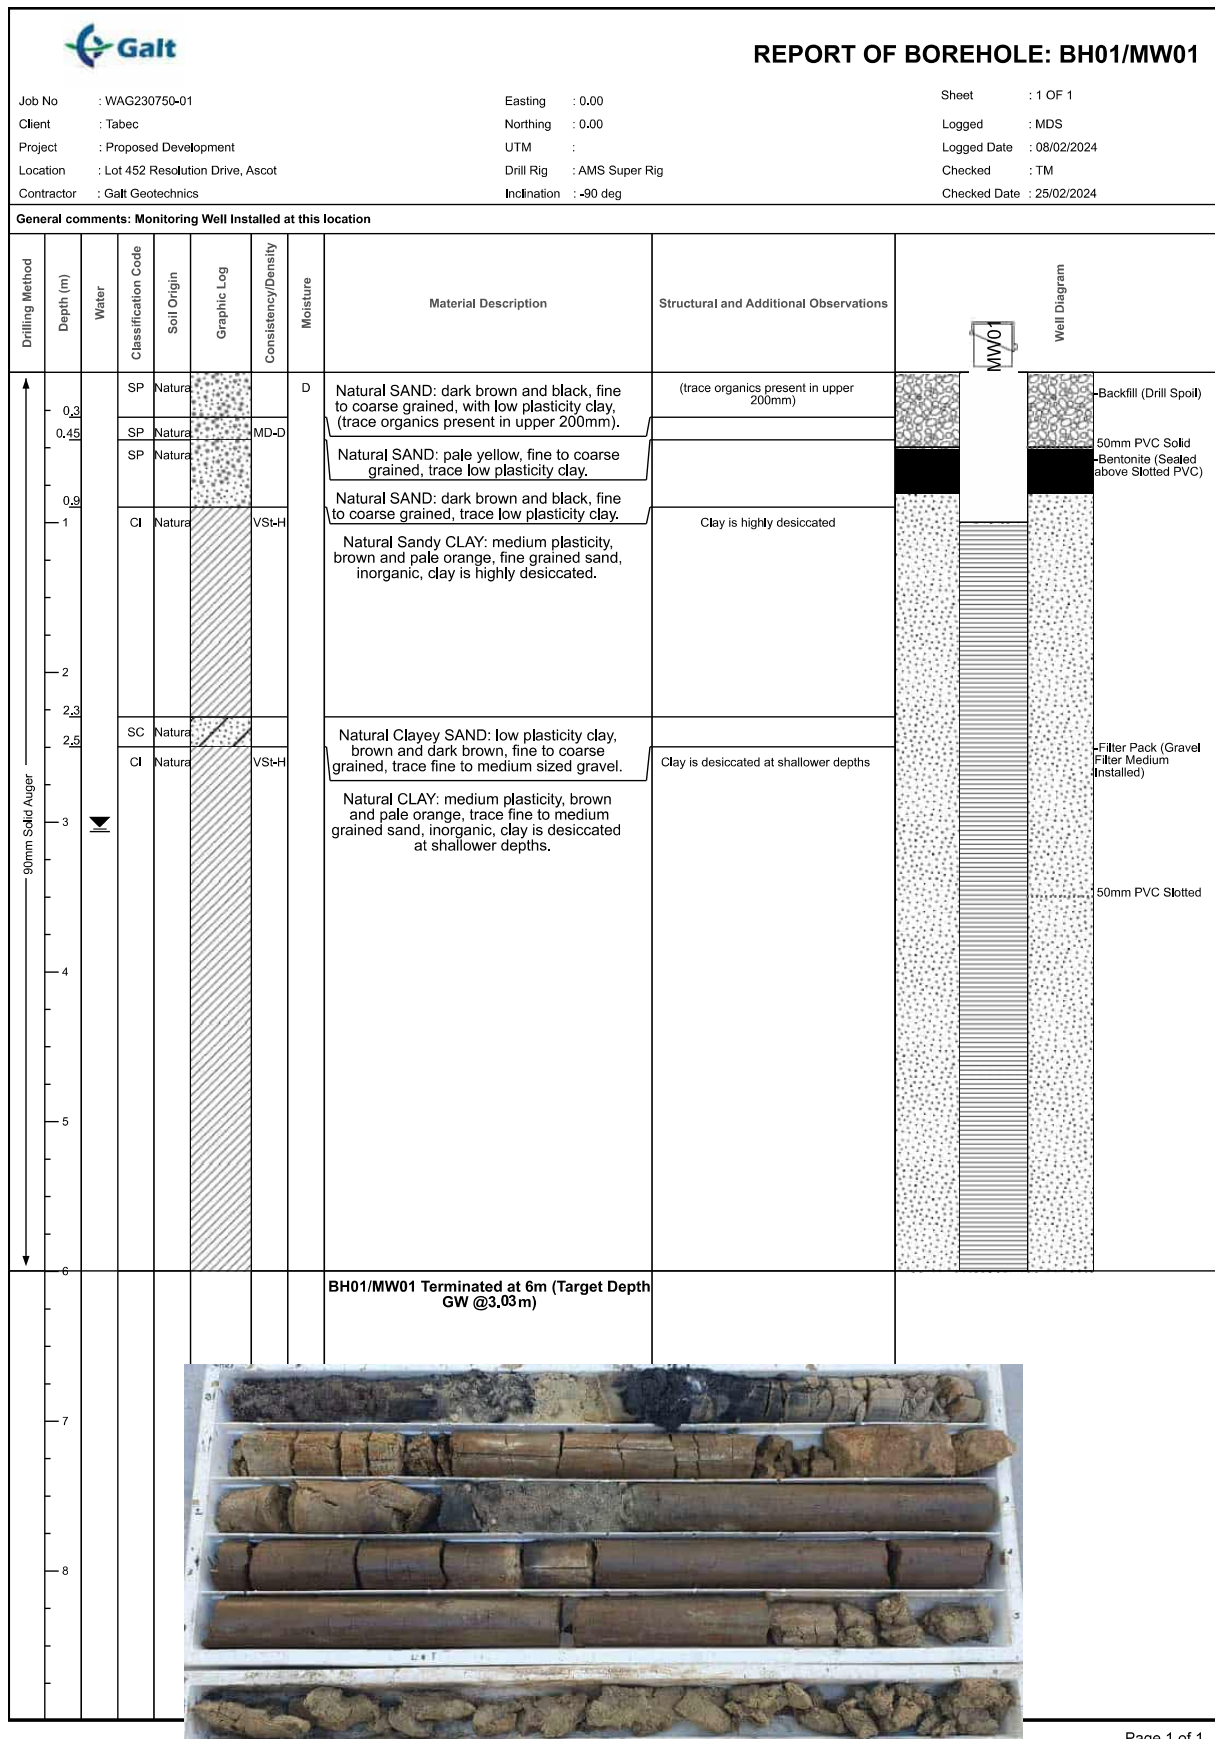 Galt
REPORT OF BOREHOLE: BH01/MW01
Job No : WAG230750-01
Client : Tabec
Project : Proposed Development
Location : Lot 452 Resolution Drive, Ascot
Contractor : Galt Geotechnics
Easting : 0.00
Northing : 0.00
UTM :
Drill Rig : AMS Super Rig
Inclination : -90 deg
Sheet : 1 OF 1
Logged : MDS
Logged Date : 08/02/2024
Checked : TM
Checked Date : 25/02/2024
General comments: Monitoring Well Installed at this location
Drilling Method
Depth (m)
Water
Classification Code
Soil Origin
Graphic Log
Consistency/Density
Moisture
Material Description
Structural and Additional Observations
MW01
Well Diagram
90mm Solid Auger
0.3
0.45
0.9
1
2
2.3
2.5
3
4
5
6
7
8
SP Natura D
SP Natura MD-D
SP Natura
CI Natura VSt-H
SC Natura
CI Natura VSt-H
Natural SAND: dark brown and black, fine
to coarse grained, with low plasticity clay,
(trace organics present in upper 200mm).
Natural SAND: pale yellow, fine to coarse
grained, trace low plasticity clay.
Natural SAND: dark brown and black, fine
to coarse grained, trace low plasticity clay.
Natural Sandy CLAY: medium plasticity,
brown and pale orange, fine grained sand,
inorganic, clay is highly desiccated.
Natural Clayey SAND: low plasticity clay,
brown and dark brown, fine to coarse
grained, trace fine to medium sized gravel.
Natural CLAY: medium plasticity, brown
and pale orange, trace fine to medium
grained sand, inorganic, clay is desiccated
at shallower depths.
BH01/MW01 Terminated at 6m (Target Depth
GW @3.03m)
(trace organics present in upper
200mm)
Clay is highly desiccated
Clay is desiccated at shallower depths
Backfill (Drill Spoil)
50mm PVC Solid
Bentonite (Sealed
above Slotted PVC)
Filter Pack (Gravel
Filter Medium
Installed)
50mm PVC Slotted
Page 1 of 1